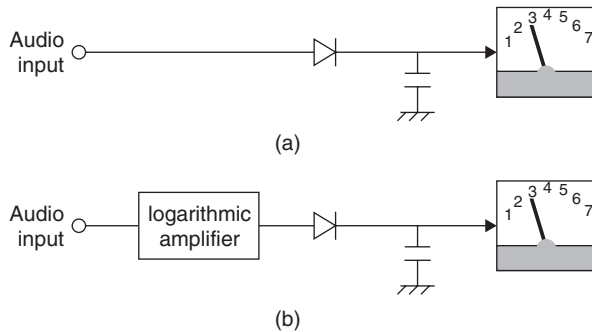 Audio
input
1 2 3 4 5 6 7
(a)
Audio
input
logarithmic
amplifier
1 2 3 4 5 6 7
(b)